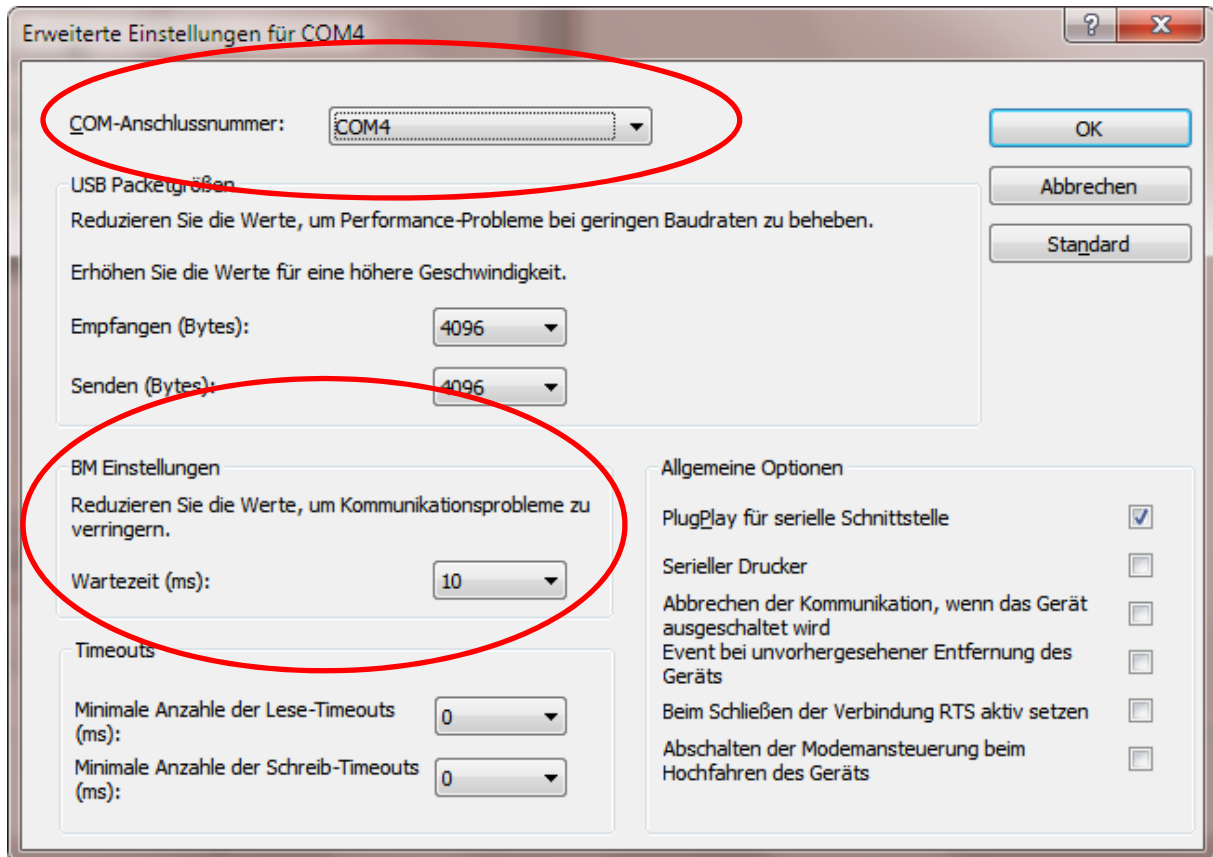 Erweiterte Einstellungen für COM4
COM-Anschlussnummer:
COM4
OK
USB Packetgrößen
Abbrechen
Reduzieren Sie die Werte, um Performance-Probleme bei geringen Baudraten zu beheben.
Standard
Erhöhen Sie die Werte für eine höhere Geschwindigkeit.
Empfangen (Bytes):
4096
Senden (Bytes):
4096
BM Einstellungen
Reduzieren Sie die Werte, um Kommunikationsprobleme zu
verringern.
Wartezeit (ms):
10
Timeouts
Minimale Anzahle der Lese-Timeouts
(ms):
0
Minimale Anzahle der Schreib-Timeouts
(ms):
0
Allgemeine Optionen
PlugPlay für serielle Schnittstelle
Serieller Drucker
Abbrechen der Kommunikation, wenn das Gerät
ausgeschaltet wird
Event bei unvorhergesehener Entfernung des
Geräts
Beim Schließen der Verbindung RTS aktiv setzen
Abschalten der Modemansteuerung beim
Hochfahren des Geräts